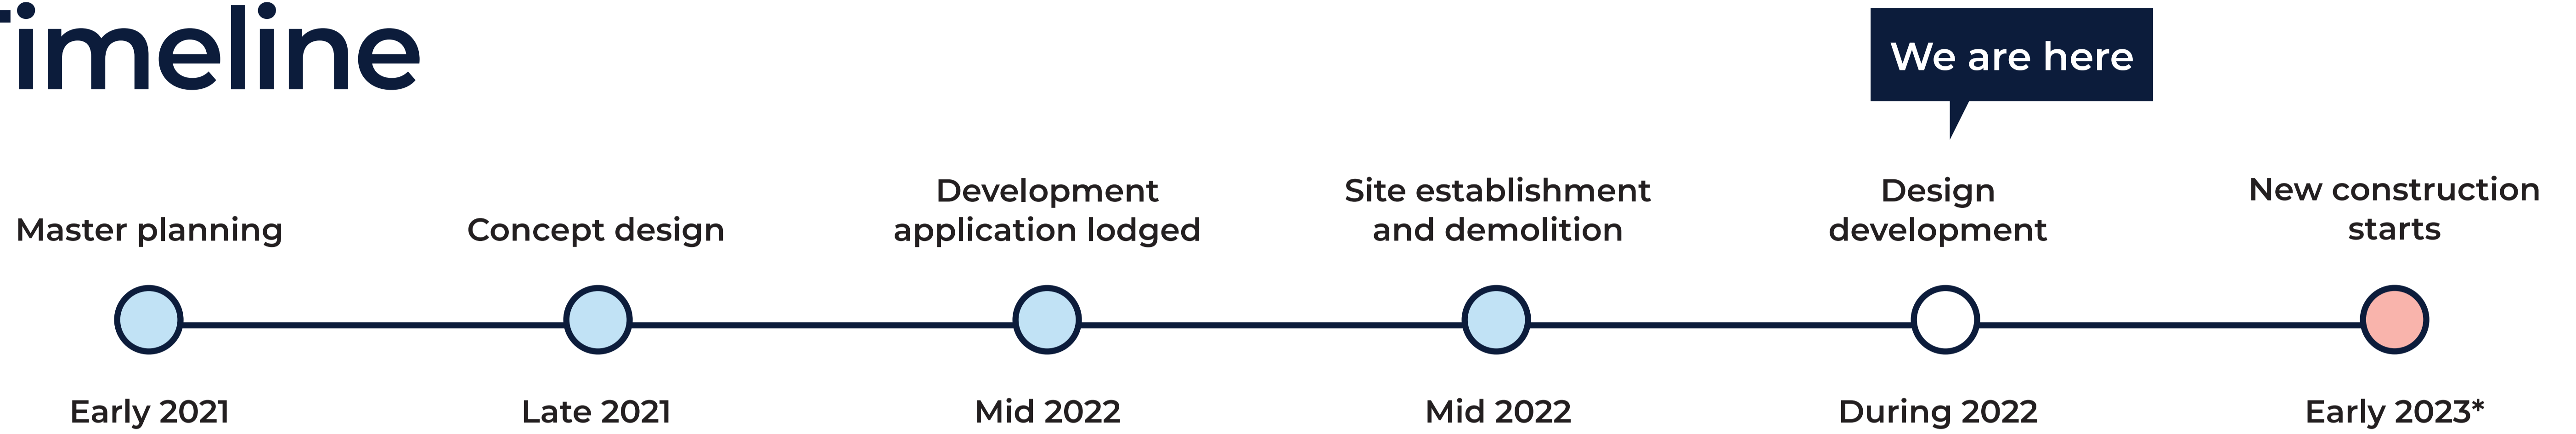 Timeline
We are here
Master planning
Concept design
Development
application lodged
Site establishment
and demolition
Design
development
New construction
starts
Early 2021
Late 2021
Mid 2022
Mid 2022
During 2022
Early 2023*